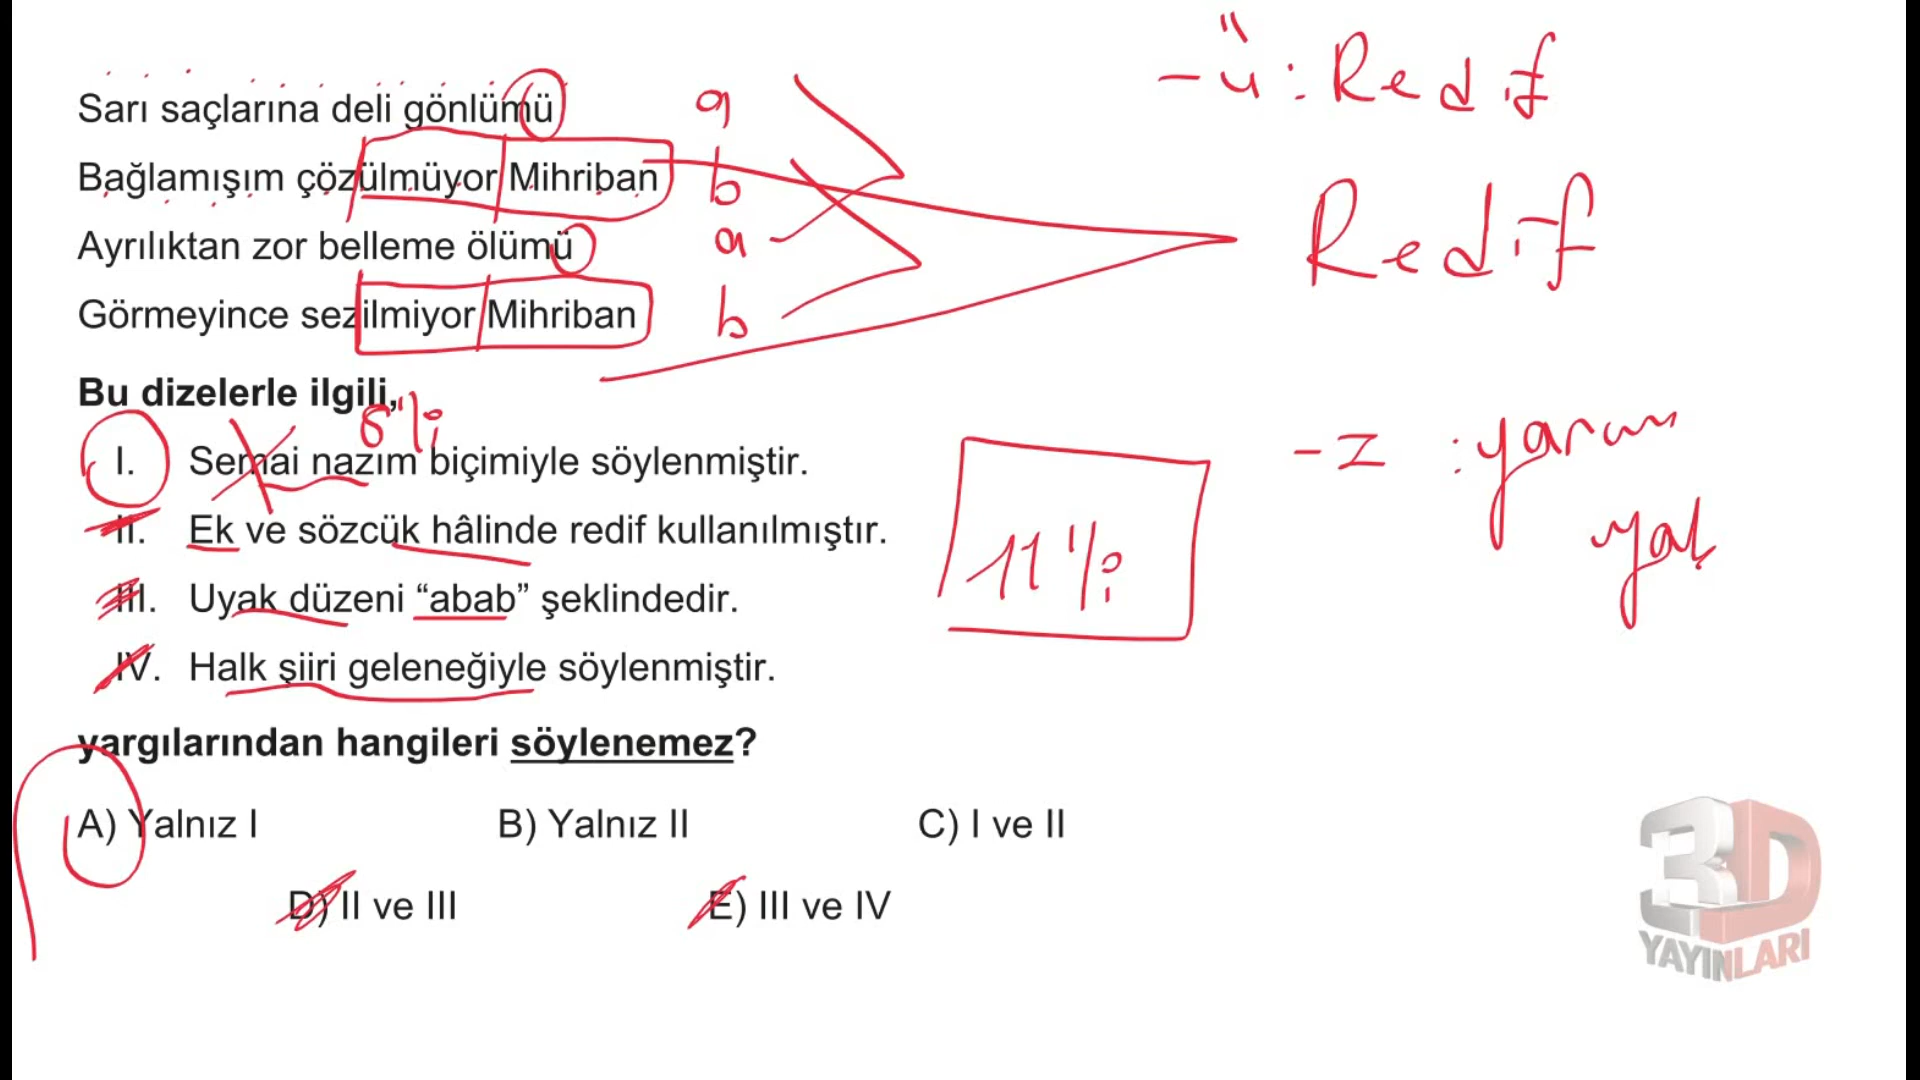 Sarı saçlarına deli gönlümü a
Bağlamışım çözülmüyor Mihriban b
Ayrılıktan zor belleme ölümü a
Görmeyince sezilmiyor Mihriban b
-ü : Redif
Redif
Bu dizelerle ilgili,
8'li
I. Semai nazım biçimiyle söylenmiştir.
II. Ek ve sözcük hâlinde redif kullanılmıştır.
III. Uyak düzeni “abab” şeklindedir.
IV. Halk şiiri geleneğiyle söylenmiştir.
11'li
-z : yarım
yargılarından hangileri söylenemez?
A) Yalnız I B) Yalnız II C) I ve II
D) II ve III E) III ve IV
3D
YAYINLARI